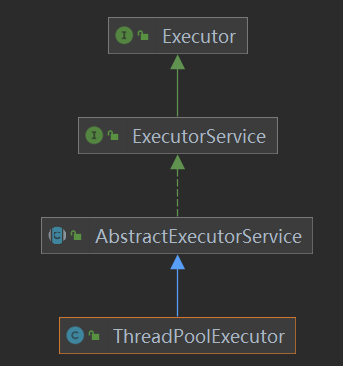 I Executor
I ExecutorService
C AbstractExecutorService
C ThreadPoolExecutor